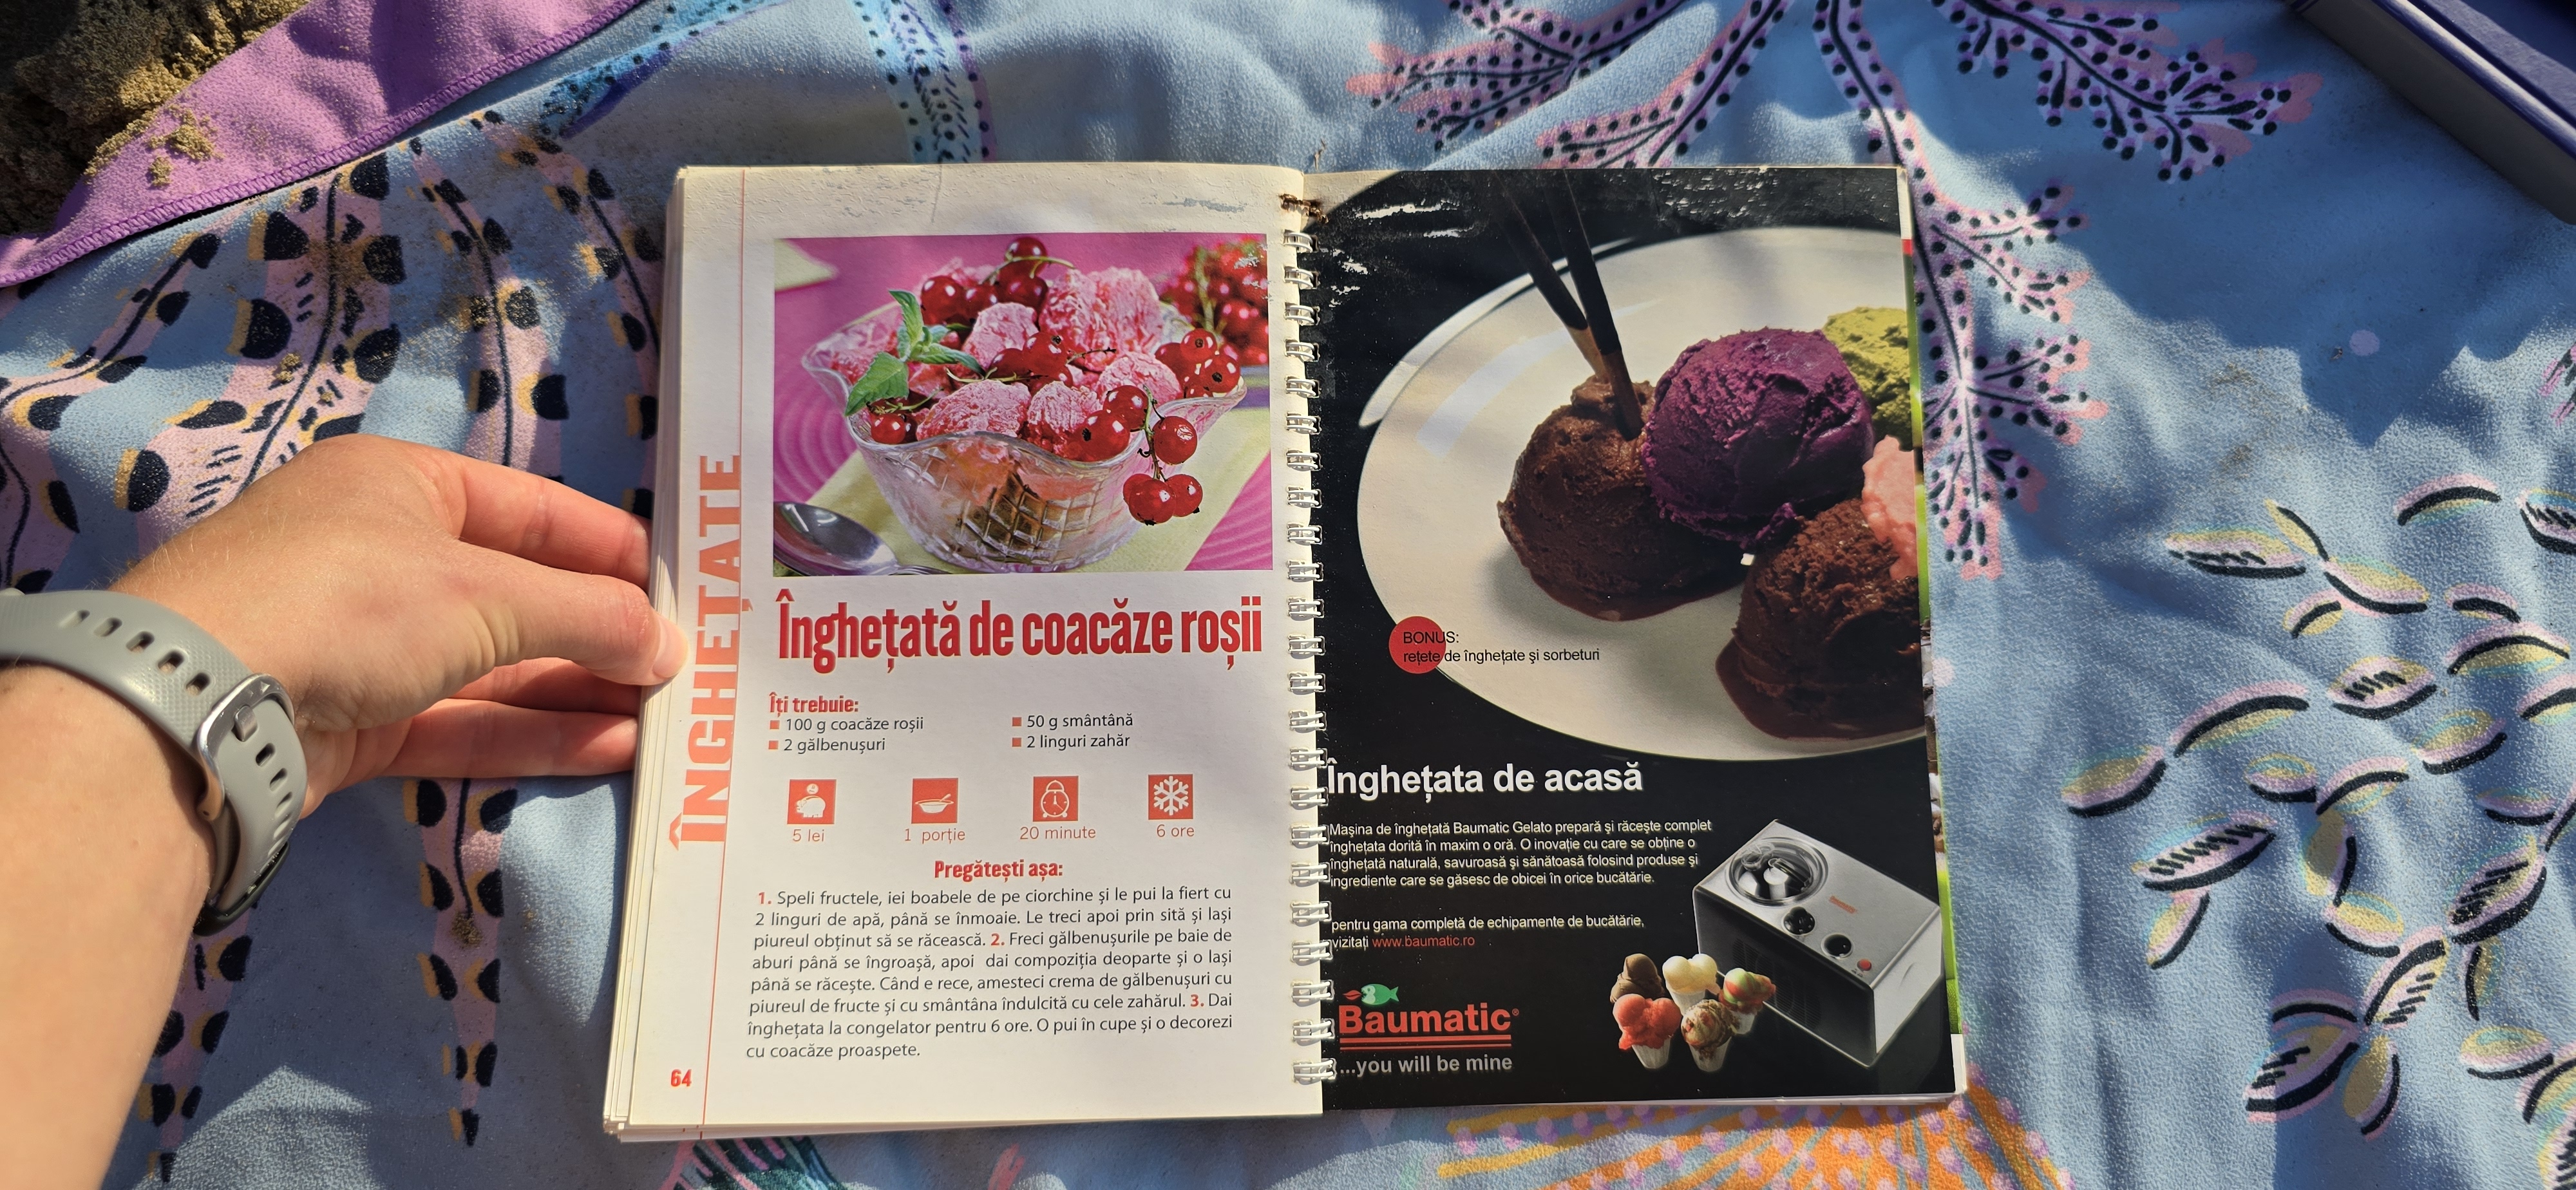 ÎNGHEȚATE
Înghețată de coacăze roșii
Îți trebuie:
■ 100 g coacăze roșii
■ 2 gălbenușuri
■ 50 g smântână
■ 2 linguri zahăr
5 lei
1 porție
20 minute
6 ore
Pregătești așa:
1. Speli fructele, iei boabele de pe ciorchine și le pui la fiert cu
2 linguri de apă, până se înmoaie. Le treci apoi prin sită și lași
piureul obținut să se răcească. 2. Freci gălbenușurile pe baie de
aburi până se îngroașă, apoi dai compoziția deoparte și o lași
până se răcește. Când e rece, amesteci crema de gălbenușuri cu
piureul de fructe și cu smântâna îndulcită cu cele zahărul. 3. Dai
înghețata la congelator pentru 6 ore. O pui în cupe și o decorezi
cu coacăze proaspete.
64
BONUS:
rețete de înghețate și sorbeturi
Înghețata de acasă
Mașina de înghețată Baumatic Gelato prepară și răcește complet
înghețata dorită în maxim o oră. O inovație cu care se obține o
înghețată naturală, savuroasă și sănătoasă folosind produse și
ingrediente care se găsesc de obicei în orice bucătărie.
pentru gama completă de echipamente de bucătărie,
vizitați www.baumatic.ro
Baumatic®
...you will be mine